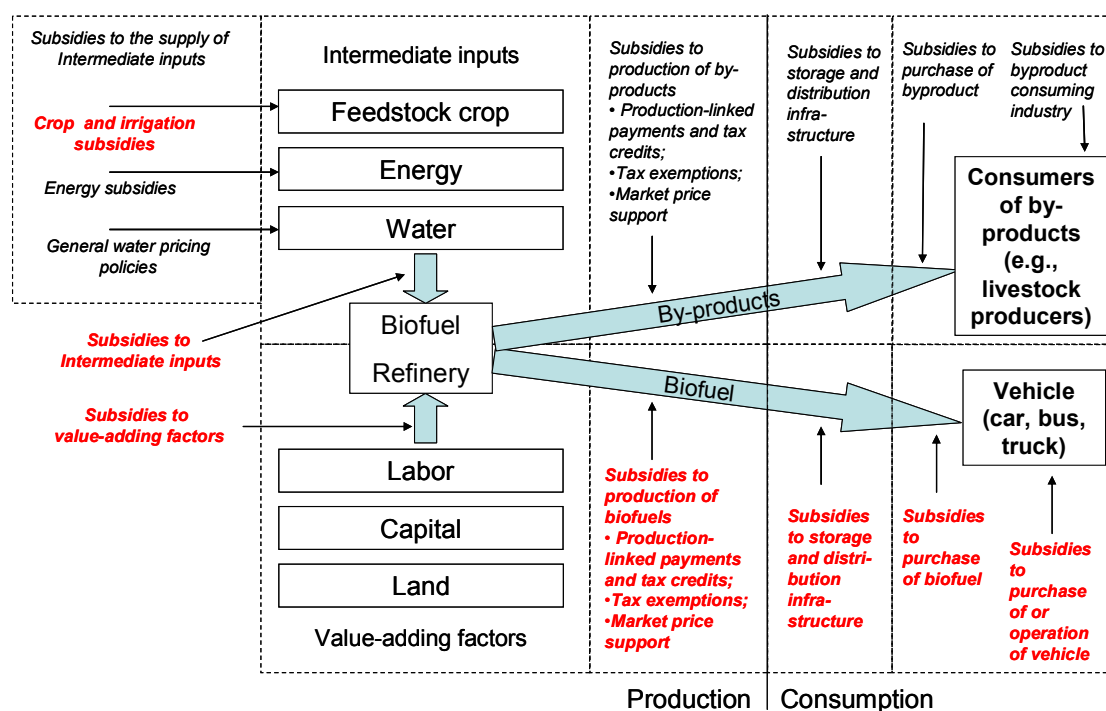 Subsidies to the supply of
Intermediate inputs
Crop and irrigation
subsidies
Energy subsidies
General water pricing
policies
Subsidies to
Intermediate inputs
Subsidies to
value-adding factors
Intermediate inputs
Feedstock crop
Energy
Water
Biofuel
Refinery
Labor
Capital
Land
Value-adding factors
Subsidies to
production of by-
products
• Production-linked
payments and tax
credits;
•Tax exemptions;
•Market price
support
Subsidies to
storage and
distribution
infra-
structure
Subsidies to
purchase of
byproduct
Subsidies to
byproduct
consuming
industry
By-products
Consumers
of by-
products
(e.g.,
livestock
producers)
Biofuel
Vehicle
(car, bus,
truck)
Subsidies to
production of
biofuels
• Production-
linked payments
and tax credits;
•Tax exemptions;
•Market price
support
Subsidies
to storage
and distri-
bution
infra-
structure
Subsidies
to
purchase
of biofuel
Subsidies
to
purchase
of or
operation
of vehicle
Production
Consumption